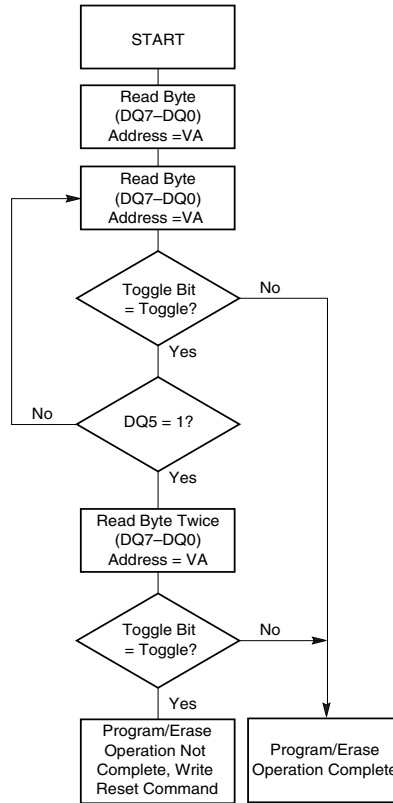 START
Read Byte
(DQ7–DQ0)
Address =VA
Read Byte
(DQ7–DQ0)
Address =VA
Toggle Bit
= Toggle?
No
Yes
No
DQ5 = 1?
Yes
Read Byte Twice
(DQ7–DQ0)
Address = VA
Toggle Bit
= Toggle?
No
Yes
Program/Erase
Operation Not
Complete, Write
Reset Command
Program/Erase
Operation Complete